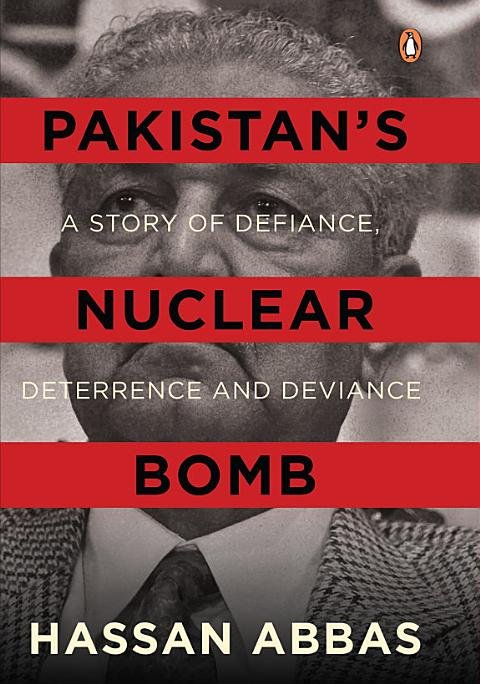 PAKISTAN'S
A STORY OF DEFIANCE,
NUCLEAR
DETERRENCE AND DEVIANCE
BOMB
HASSAN ABBAS